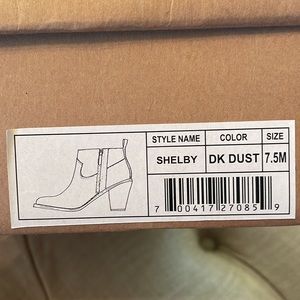 STYLE NAME COLOR SIZE
SHELBY DK DUST 7.5M
7 00417 27085 9